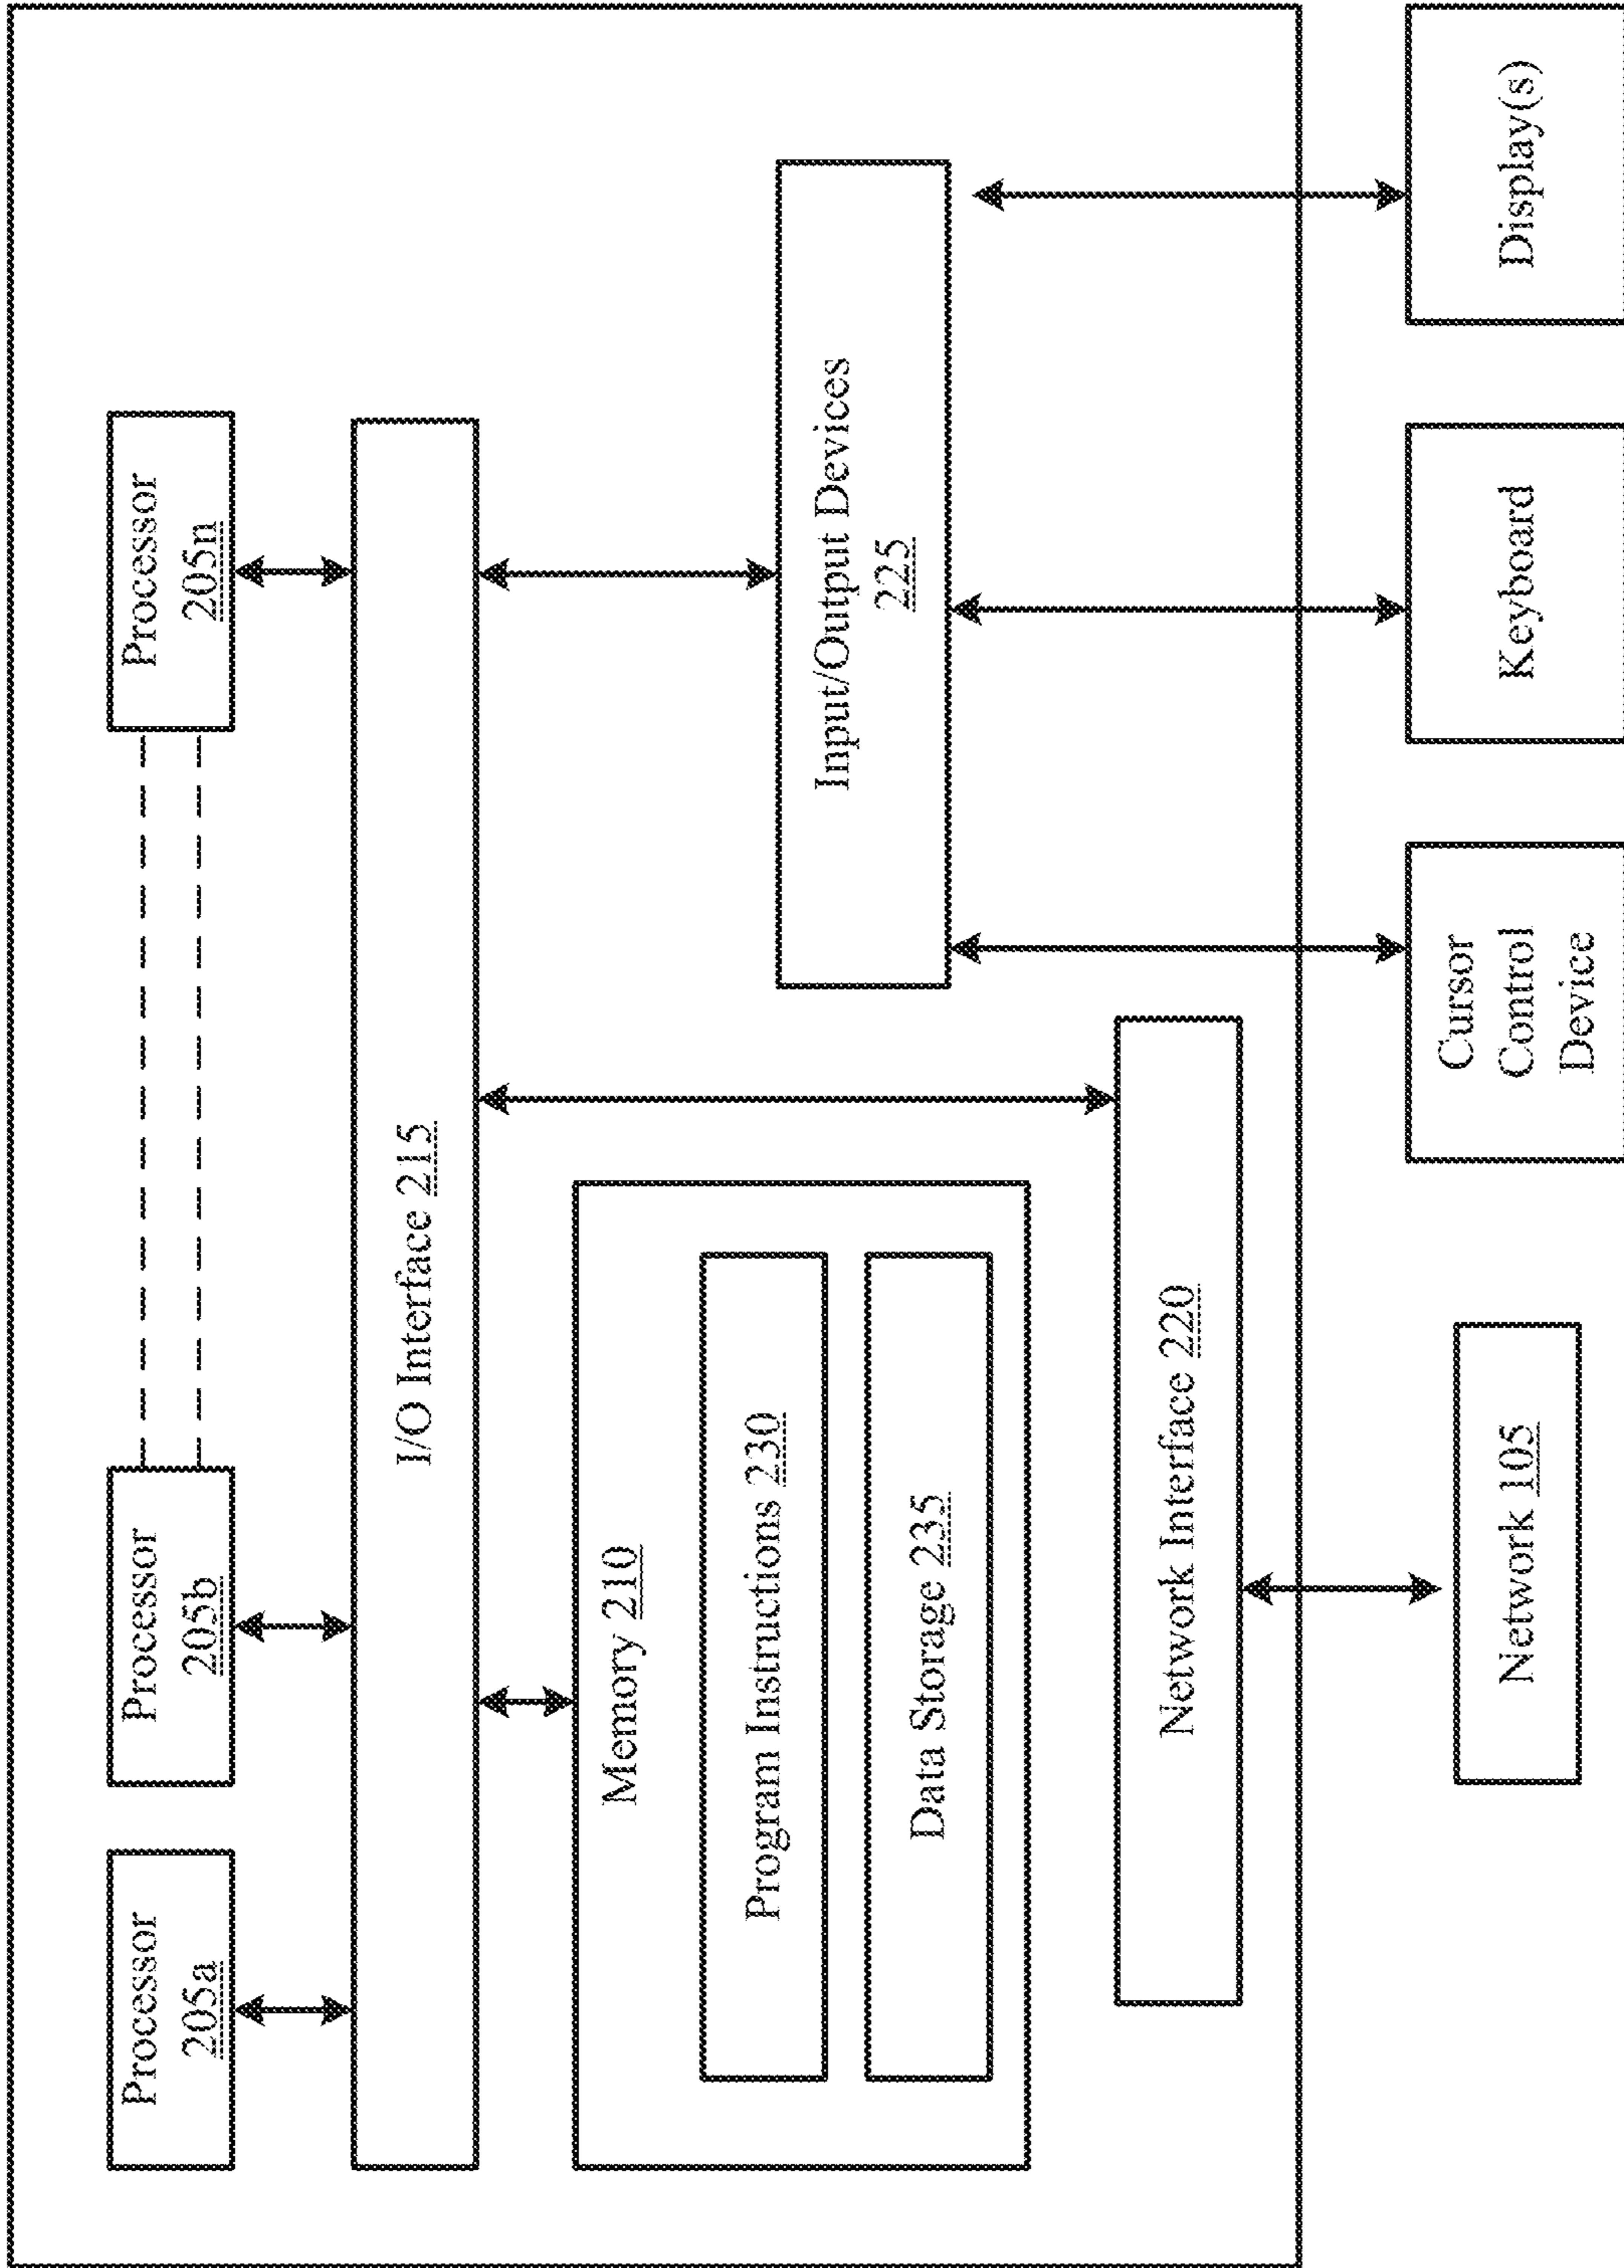 Processor
205a
Processor
205b
Processor
205n
I/O Interface 215
Memory 210
Program Instructions 230
Data Storage 235
Input/Output Devices
225
Network Interface 220
Network 105
Cursor
Control
Device
Keyboard
Display(s)